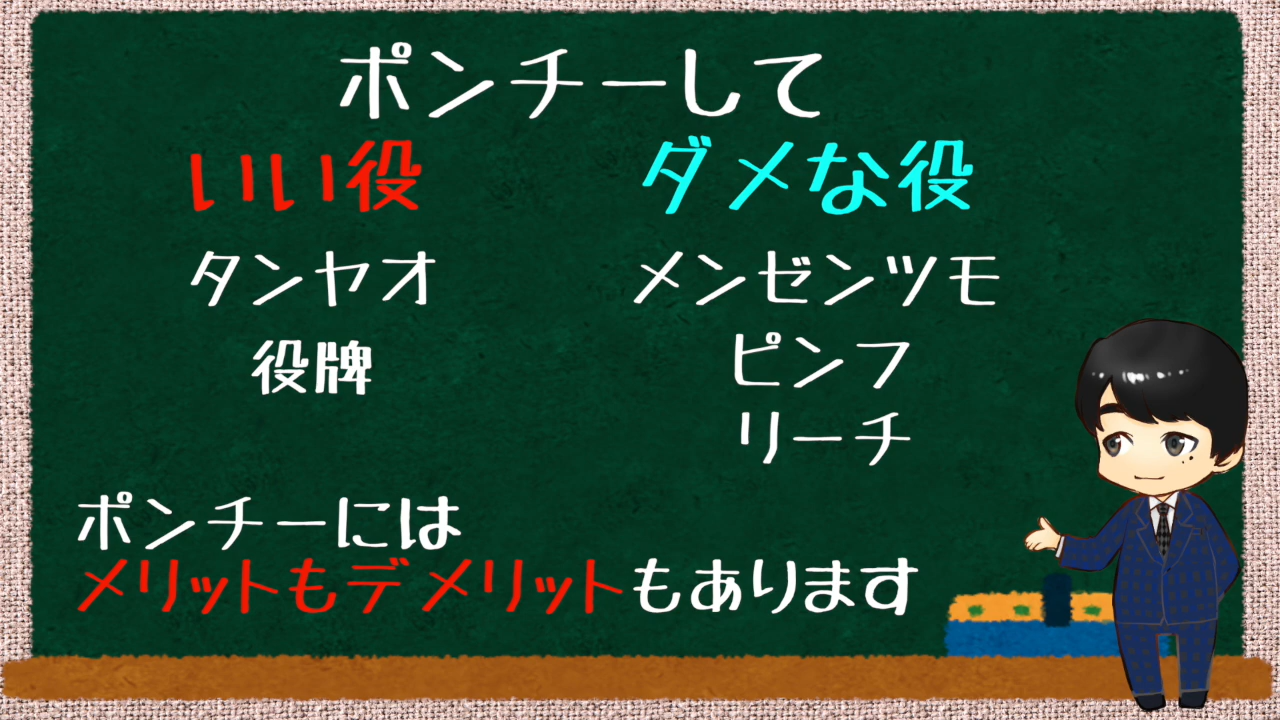 ポンチーして
いい役
ダメな役
タンヤオ
メンゼンツモ
役牌
ピンフ
リーチ
ポンチーには
メリットもデメリットもあります